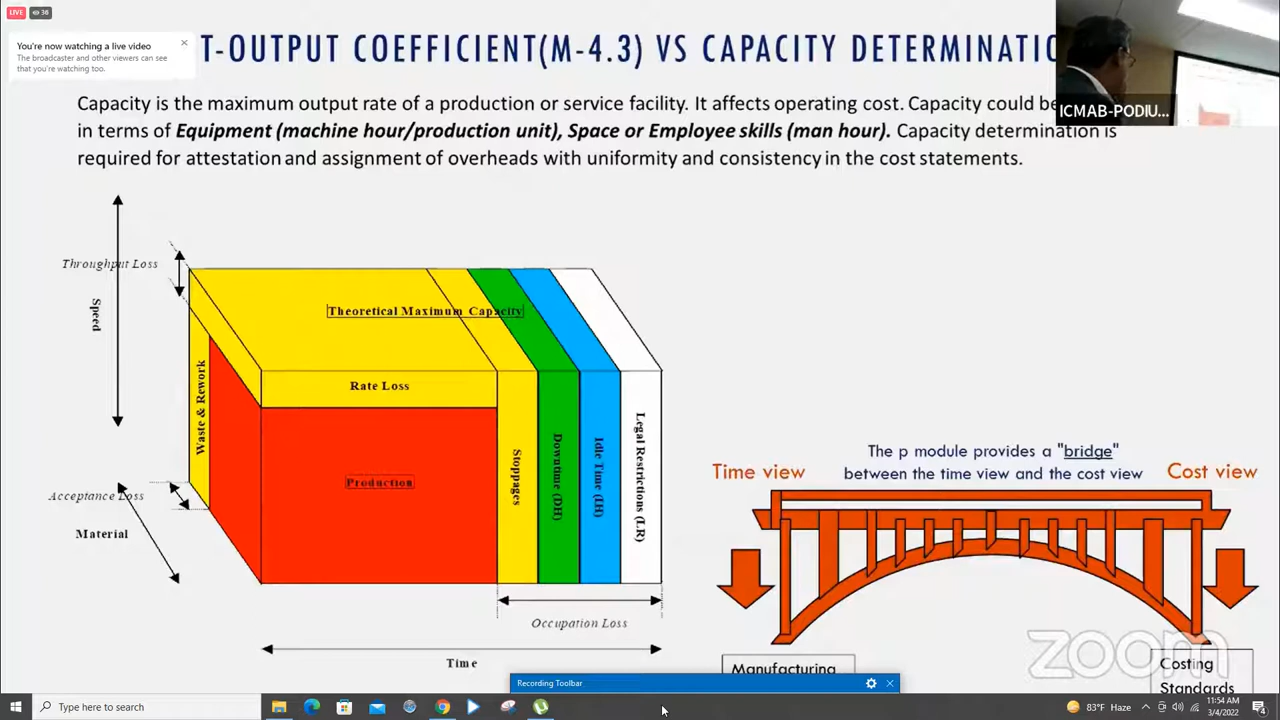 LIVE
36
You're now watching a live video
The broadcaster and other viewers can see
that you're watching too.
T-OUTPUT COEFFICIENT(M-4.3) VS CAPACITY DETERMINATIO
ICMAB-PODIU...
Capacity is the maximum output rate of a production or service facility. It affects operating cost. Capacity could be
in terms of Equipment (machine hour/production unit), Space or Employee skills (man hour). Capacity determination is
required for attestation and assignment of overheads with uniformity and consistency in the cost statements.
Throughput Loss
Speed
Theoretical Maximum Capacity
Rate Loss
Waste & Rework
Production
Stoppages
Downtime (DH)
Idle Time (IH)
Legal Restrictions (LR)
Acceptance Loss
Material
Occupation Loss
Time
The p module provides a "bridge"
between the time view and the cost view
Time view
Cost view
Manufacturing
Costing
Standards
zoom
Recording Toolbar
Type here to search
83°F Haze
11:54 AM
3/4/2022
4